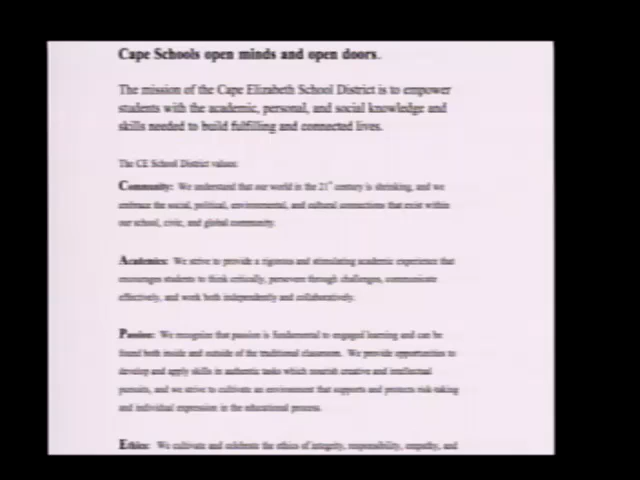 Cape Schools open minds and open doors.
The mission of the Cape Elizabeth School District is to empower
students with the academic, personal, and social knowledge and
skills needed to build fulfilling and connected lives.
The CE School District values:
Community: We understand that our world in the 21st century is shrinking, and we
embrace the social, political, environmental, and cultural connections that exist within
our school, civic, and global community.
Academics: We strive to provide a rigorous and stimulating academic experience that
encourages students to think critically, persevere through challenges, communicate
effectively, and work both independently and collaboratively.
Passion: We recognize that passion is fundamental to engaged learning and can be
found both inside and outside of the traditional classroom. We provide opportunities to
develop and apply skills in authentic tasks which nourish creative and intellectual
pursuits, and we strive to cultivate an environment that supports and protects risk-taking
and individual expression in the educational process.
Ethics: We cultivate and celebrate the ethics of integrity, responsibility, empathy, and